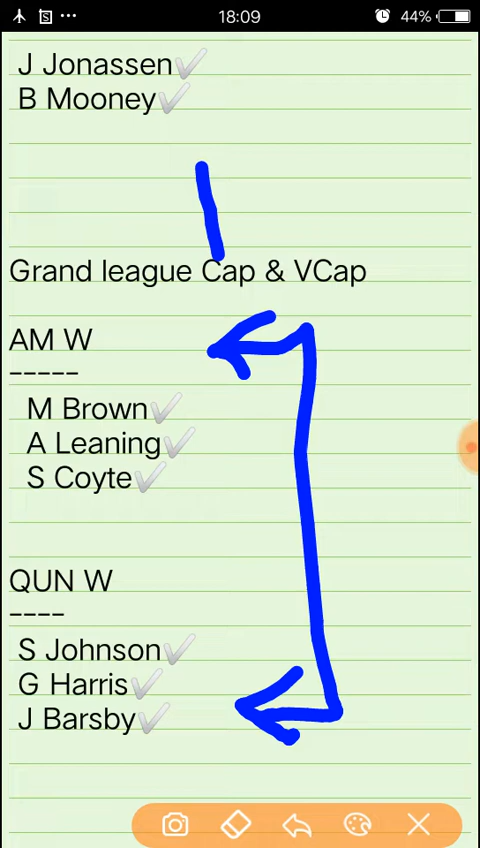 18:09
44%
J Jonassen
B Mooney
Grand league Cap & VCap
AM W
-----
M Brown
A Leaning
S Coyte
QUN W
----
S Johnson
G Harris
J Barsby